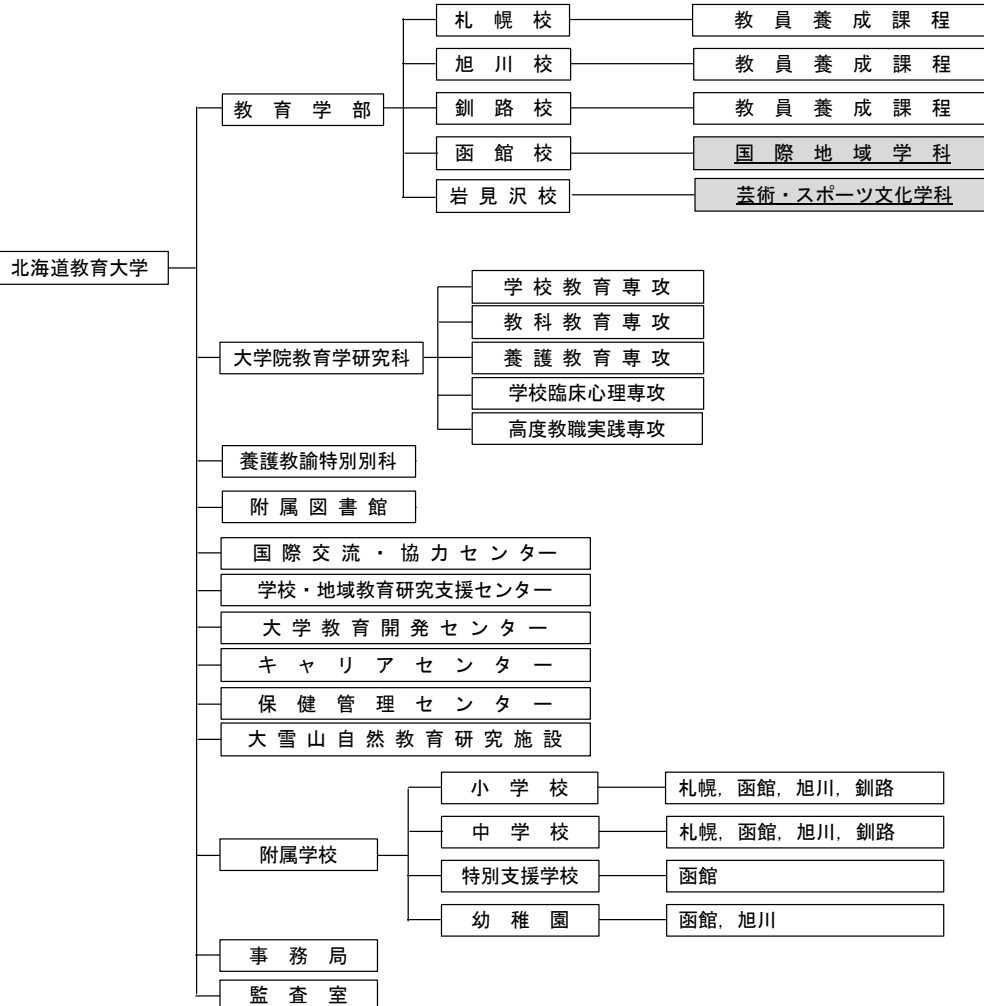 札幌校 教員養成課程
旭川校 教員養成課程
教育学部 釧路校 教員養成課程
函館校 国際地域学科
岩見沢校 芸術・スポーツ文化学科
北海道教育大学
学校教育専攻
教科教育専攻
大学院教育学研究科 養護教育専攻
学校臨床心理専攻
高度教職実践専攻
養護教諭特別別科
附属図書館
国際交流・協力センター
学校・地域教育研究支援センター
大学教育開発センター
キャリアセンター
保健管理センター
大雪山自然教育研究施設
小学校 札幌，函館，旭川，釧路
中学校 札幌，函館，旭川，釧路
附属学校
特別支援学校 函館
幼稚園 函館，旭川
事務局
監査室